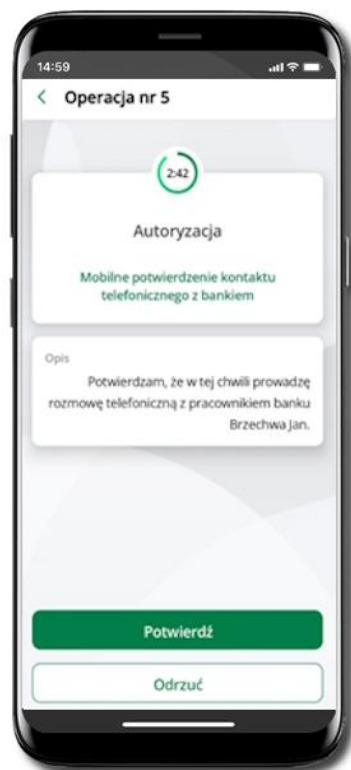 14:59
Operacja nr 5
2:42
Autoryzacja
Mobilne potwierdzenie kontaktu
telefonicznego z bankiem
Opis
Potwierdzam, że w tej chwili prowadzę
rozmowę telefoniczną z pracownikiem banku
Brzechwa Jan.
Potwierdź
Odrzuć